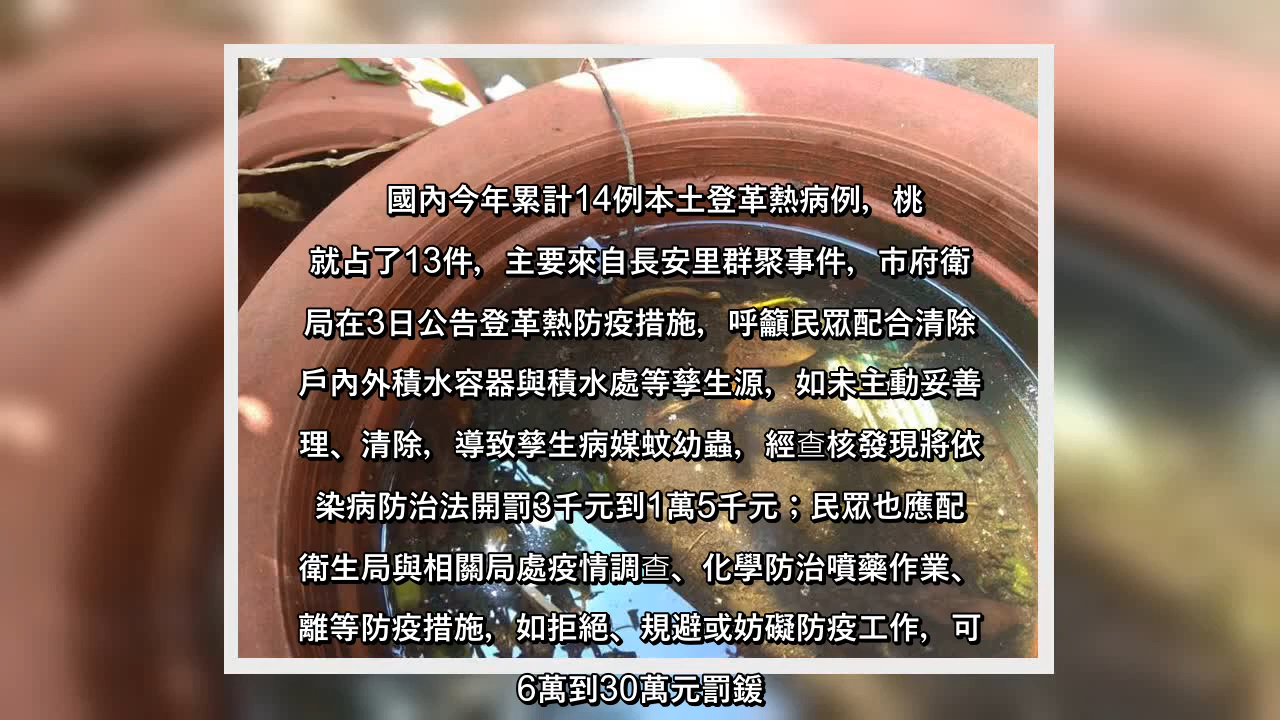 國內今年累計14例本土登革熱病例，桃
就占了13件，主要來自長安里群聚事件，市府衛
局在3日公告登革熱防疫措施，呼籲民眾配合清除
戶內外積水容器與積水處等孳生源，如未主動妥善
理、清除，導致孳生病媒蚊幼蟲，經查核發現將依
染病防治法開罰3千元到1萬5千元；民眾也應配
衛生局與相關局處疫情調查、化學防治噴藥作業、
離等防疫措施，如拒絕、規避或妨礙防疫工作，可
6萬到30萬元罰鍰